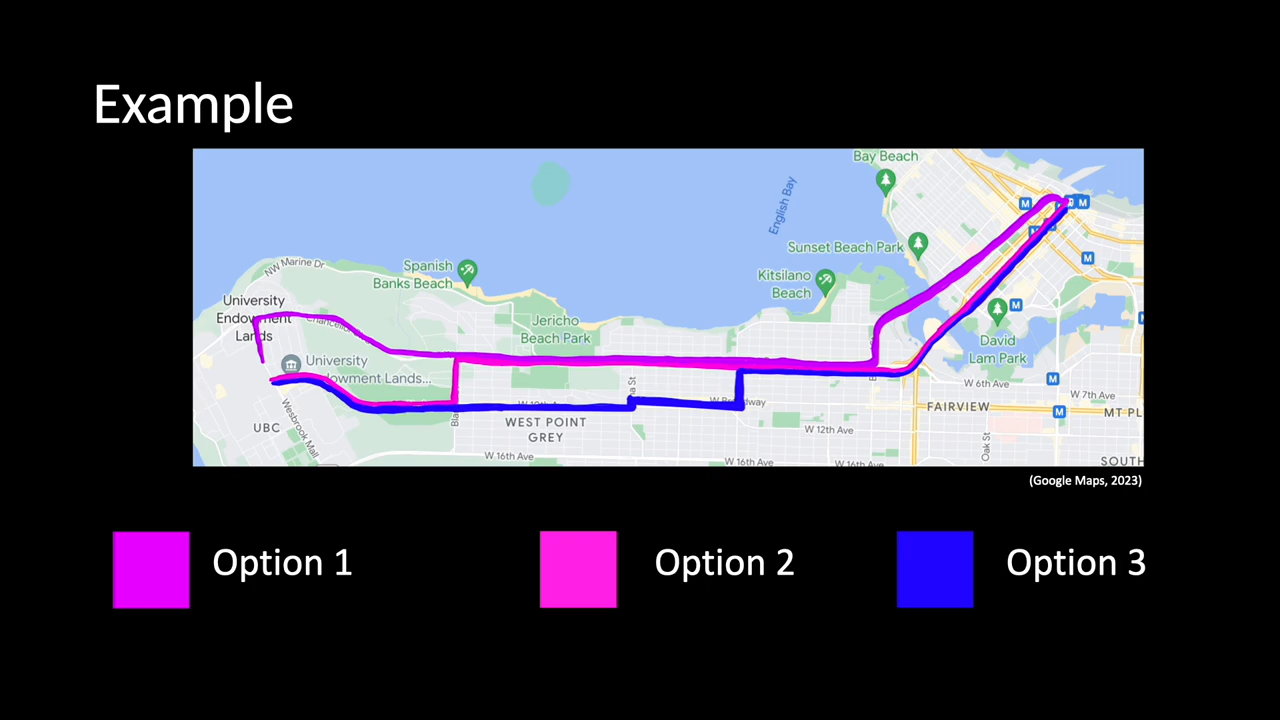 Example
Bay Beach
English Bay
Sunset Beach Park
Kitsilano
Beach
NW Marine Dr
Spanish
Banks Beach
University
Endowment
Lands
Jericho
Beach Park
David
Lam Park
University
Lands...
W 6th Ave
W 7th Ave
FAIRVIEW
MT PL
UBC
Wesbrook Mall
WEST POINT
GREY
W 12th Ave
Oak St
W 16th Ave
W 16th Ave
W 16th Ave
SOUTH
M
M
M
M
M
M
(Google Maps, 2023)
Option 1
Option 2
Option 3